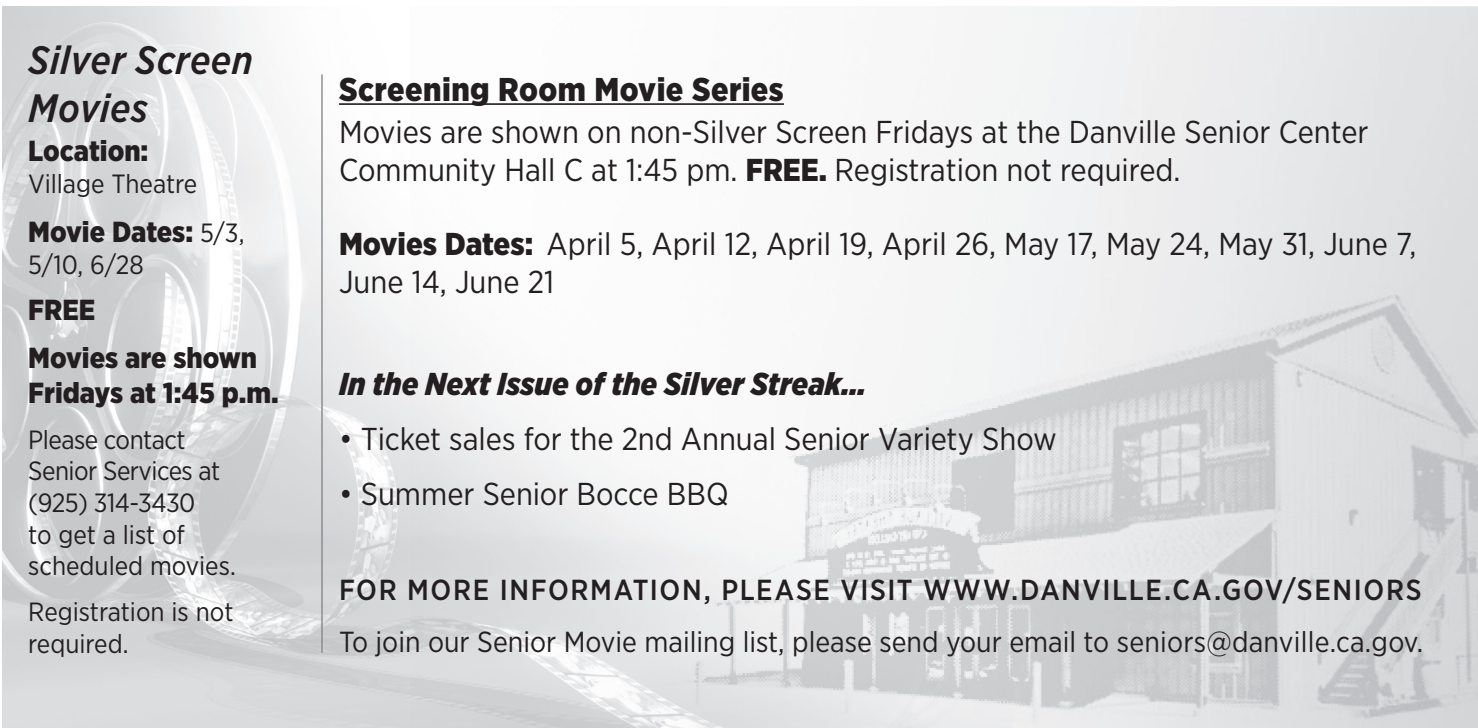 Silver Screen
Movies
Location:
Village Theatre
Movie Dates: 5/3,
5/10, 6/28
FREE
Movies are shown
Fridays at 1:45 p.m.
Please contact
Senior Services at
(925) 314-3430
to get a list of
scheduled movies.
Registration is not
required.
Screening Room Movie Series
Movies are shown on non-Silver Screen Fridays at the Danville Senior Center
Community Hall C at 1:45 pm. FREE. Registration not required.
Movies Dates: April 5, April 12, April 19, April 26, May 17, May 24, May 31, June 7,
June 14, June 21
In the Next Issue of the Silver Streak...
• Ticket sales for the 2nd Annual Senior Variety Show
• Summer Senior Bocce BBQ
FOR MORE INFORMATION, PLEASE VISIT WWW.DANVILLE.CA.GOV/SENIORS
To join our Senior Movie mailing list, please send your email to seniors@danville.ca.gov.